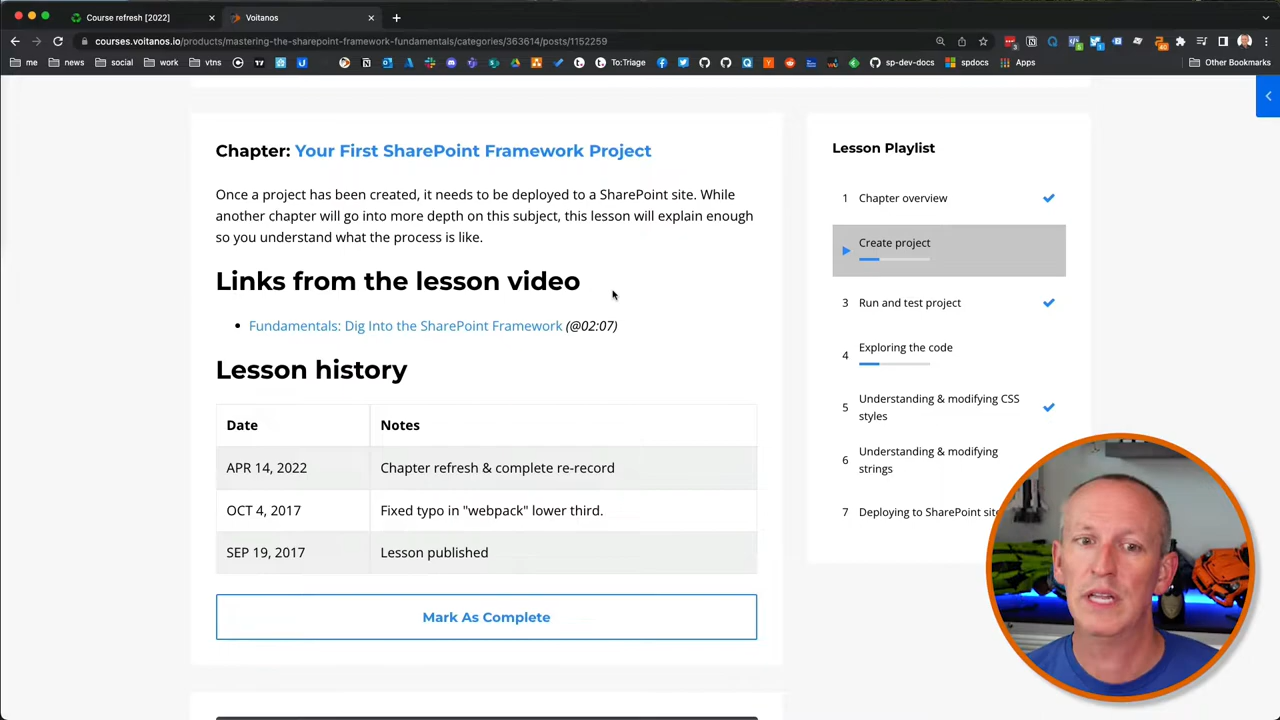 Course refresh [2022]
Voitanos
courses.voitanos.io/products/mastering-the-sharepoint-framework-fundamentals/categories/363614/posts/1152259
me
news
social
work
vtns
To:Triage
sp-dev-docs
spdocs
Apps
Other Bookmarks
Chapter: Your First SharePoint Framework Project
Once a project has been created, it needs to be deployed to a SharePoint site. While
another chapter will go into more depth on this subject, this lesson will explain enough
so you understand what the process is like.
Links from the lesson video
• Fundamentals: Dig Into the SharePoint Framework (@02:07)
Lesson history
Date Notes
APR 14, 2022 Chapter refresh & complete re-record
OCT 4, 2017 Fixed typo in "webpack" lower third.
SEP 19, 2017 Lesson published
Mark As Complete
Lesson Playlist
1 Chapter overview
Create project
3 Run and test project
4 Exploring the code
5 Understanding & modifying CSS
styles
6 Understanding & modifying
strings
7 Deploying to SharePoint site